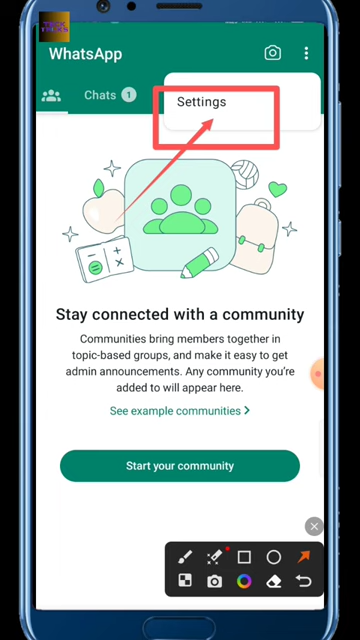 WhatsApp
Chats 1
Settings
Stay connected with a community
Communities bring members together in
topic-based groups, and make it easy to get
admin announcements. Any community you're
added to will appear here.
See example communities
Start your community